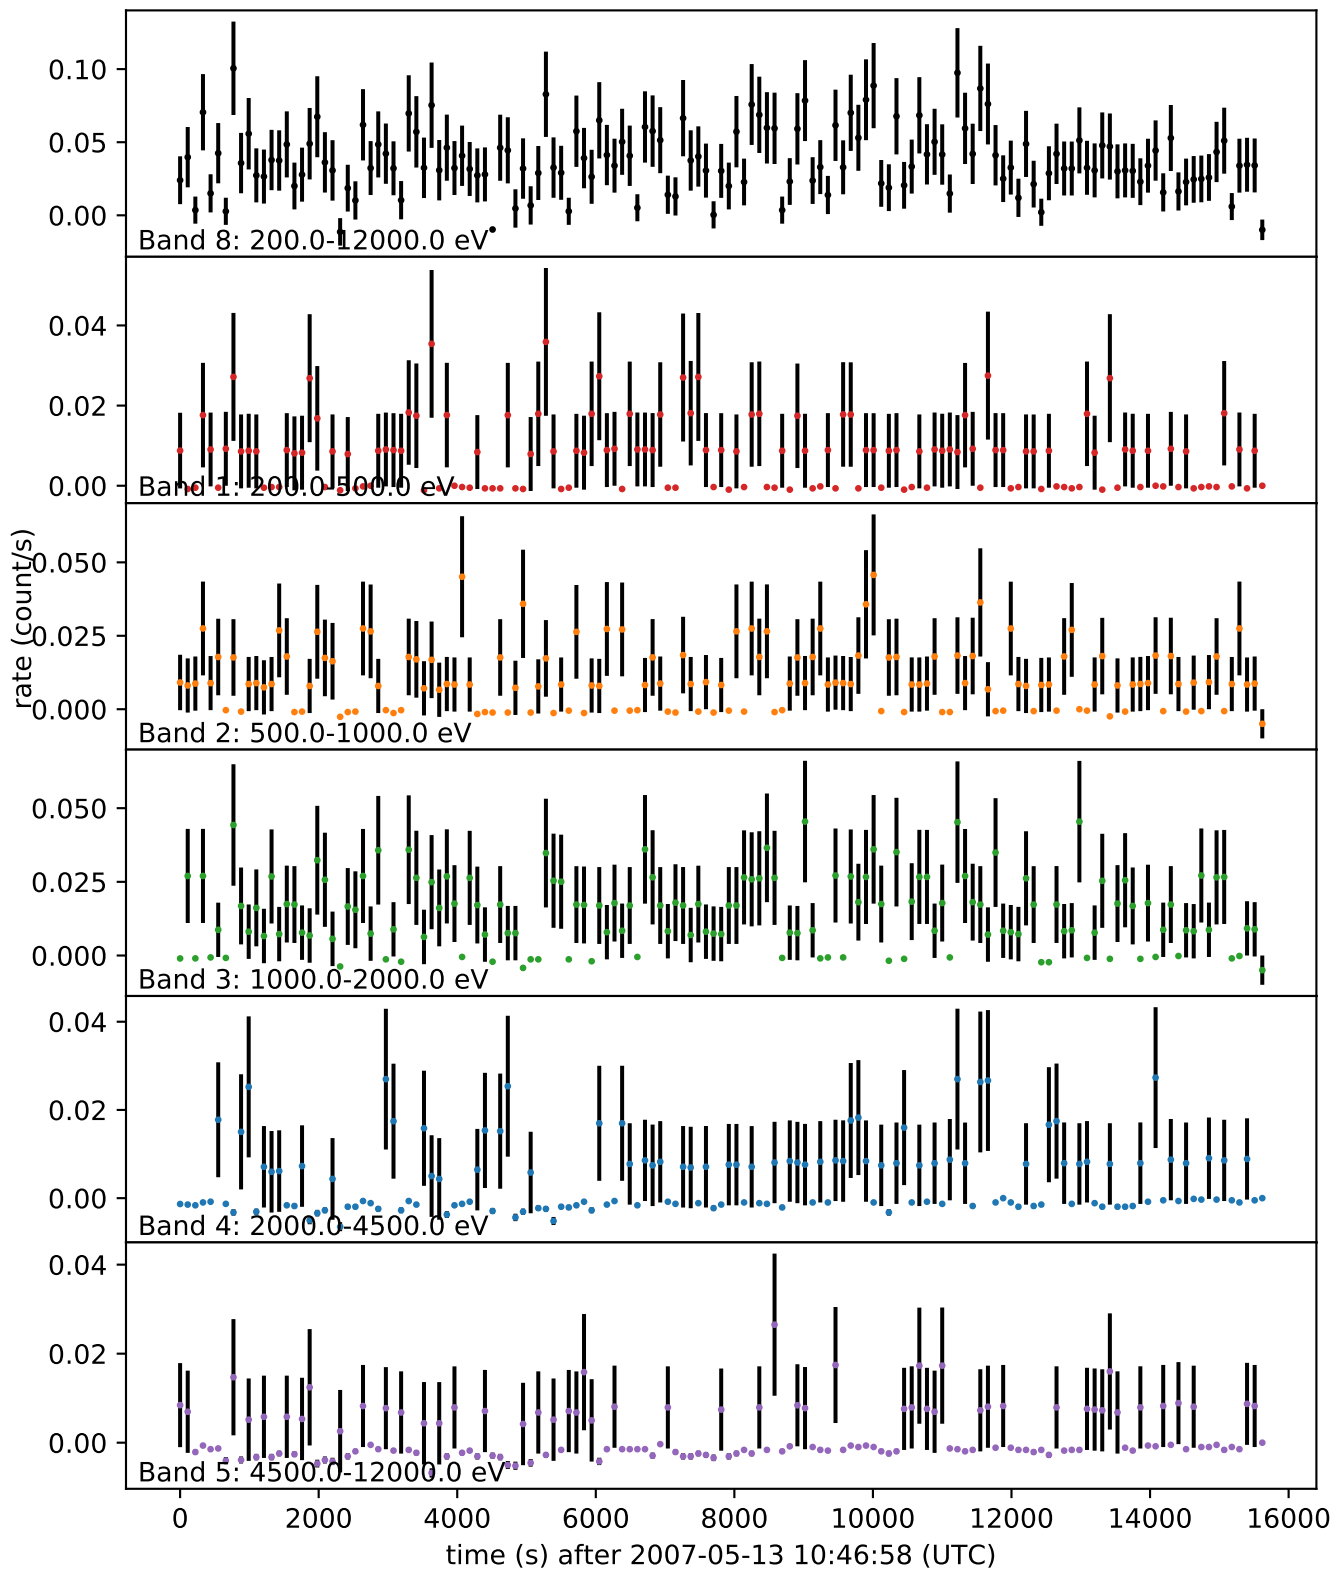 0.10
0.05
0.00
Band 8: 200.0-12000.0 eV
0.04
0.02
0.00
Band 1: 200.0-500.0 eV
rate (count/s)
0.050
0.025
0.000
Band 2: 500.0-1000.0 eV
0.050
0.025
0.000
Band 3: 1000.0-2000.0 eV
0.04
0.02
0.00
Band 4: 2000.0-4500.0 eV
0.04
0.02
0.00
Band 5: 4500.0-12000.0 eV
0 2000 4000 6000 8000 10000 12000 14000 16000
time (s) after 2007-05-13 10:46:58 (UTC)